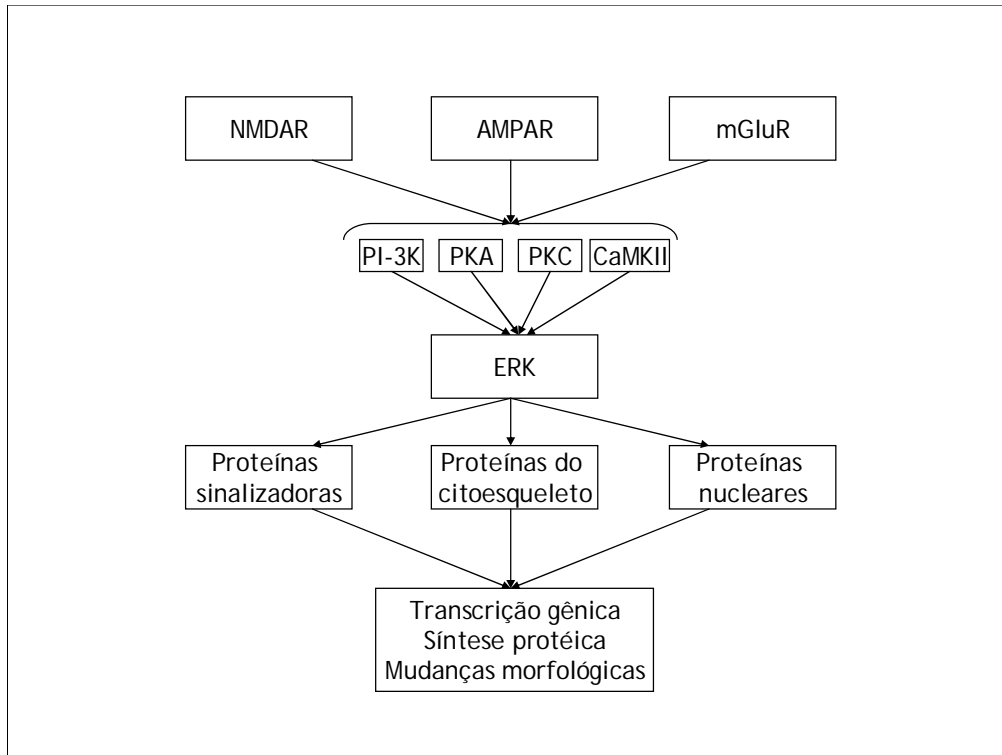 NMDAR
AMPAR
mGluR
PI-3K
PKA
PKC
CaMKII
ERK
Proteínas
sinalizadoras
Proteínas do
citoesqueleto
Proteínas
nucleares
Transcrição gênica
Síntese protéica
Mudanças morfológicas